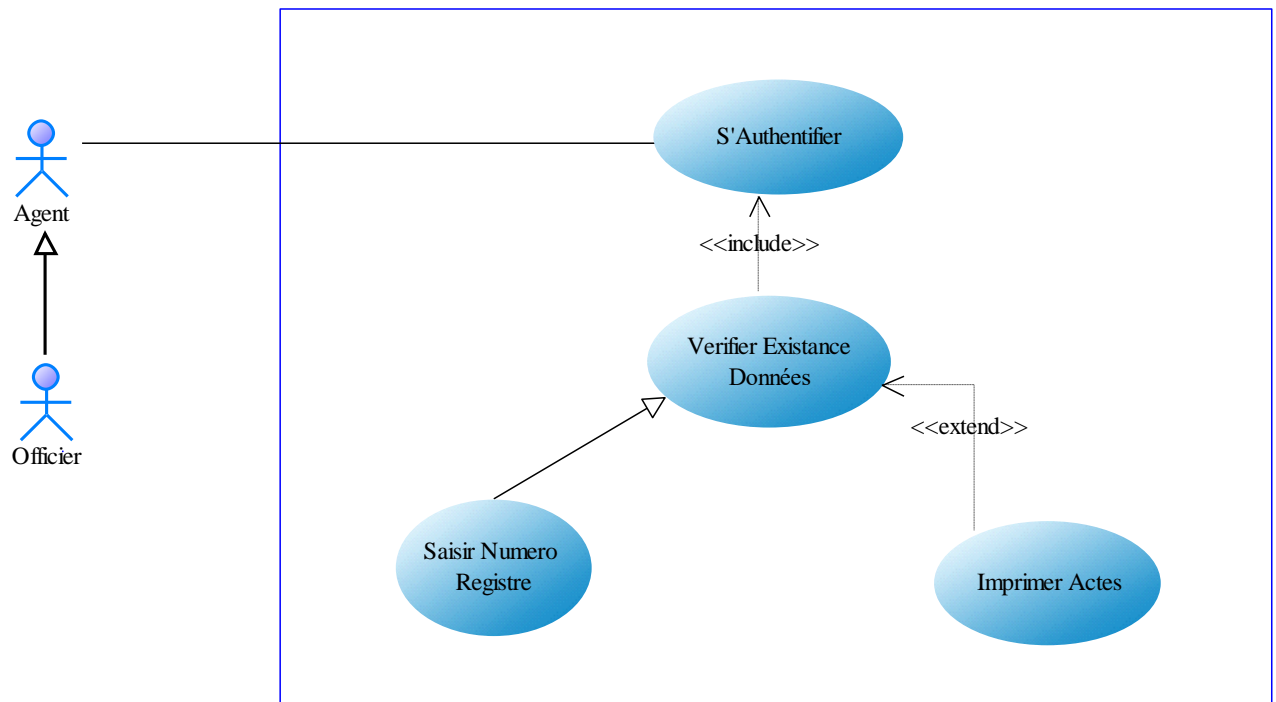 S'Authentifier
Agent
<<include>>
Verifier Existance
Données
<<extend>>
Officier
Saisir Numero
Registre
Imprimer Actes